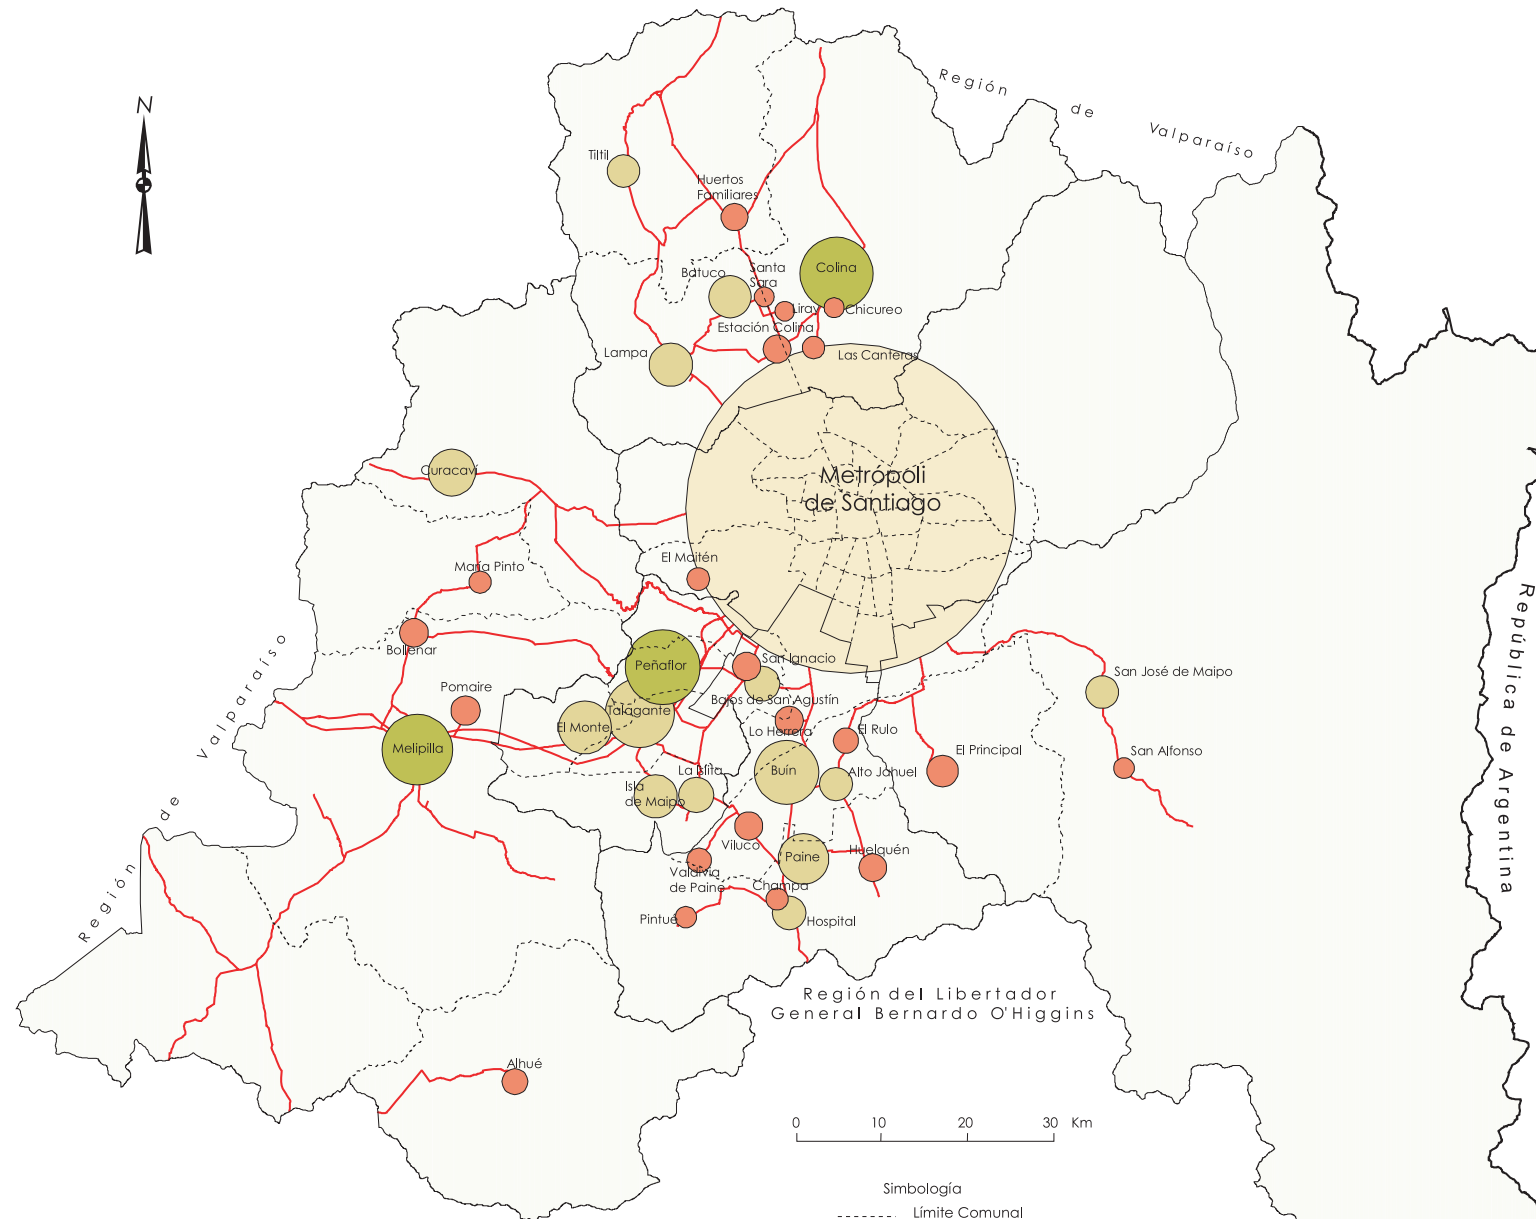 N
Región de Valparaíso
Tiltil
Huertos
Familiares
Colina
Batuco
Santa
Sara
Liray
Chicureo
Estación Colina
Lampa
Las Canteras
Curacaví
Metrópoli
de Santiago
El Maitén
María Pinto
Bollenar
San Ignacio
Peñaflor
San José de Maipo
Pomaire
Bajos de San Agustín
Talagante
El Monte
Lo Herrera
El Rulo
Melipilla
El Principal
San Alfonso
Buín
Alto Jahuel
La Islita
Isla
de Maipo
Viluco
Paine
Huelquén
Valdivia
de Paine
Champa
Pintué
Hospital
Región de Valparaíso
República de Argentina
Región del Libertador
General Bernardo O'Higgins
Alhué
0 10 20 30 Km
Simbología
Límite Comunal